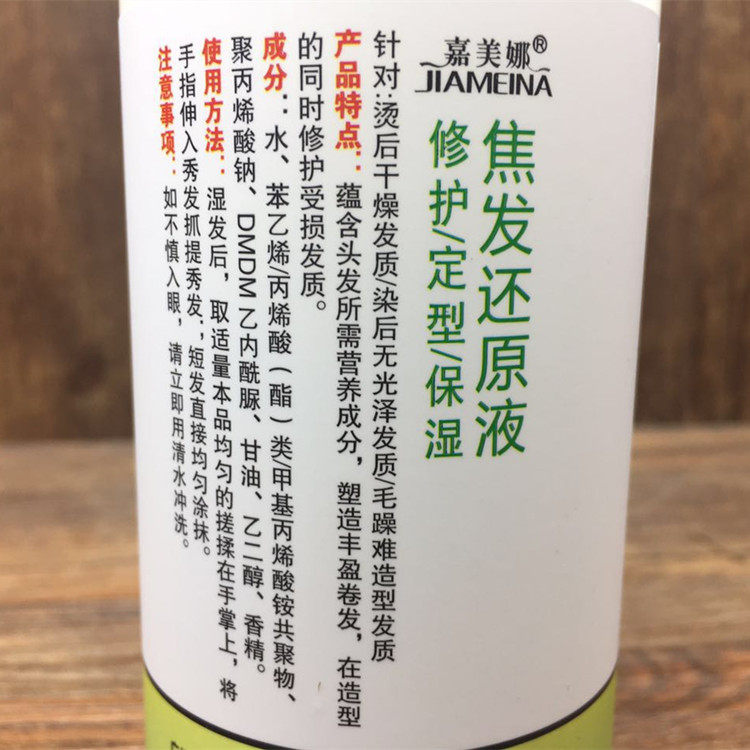 嘉美娜®
JIAMEINA
焦发还原液
修护/定型/保湿
针对:烫后干燥发质/染后无光泽发质/毛躁难造型发质
产品特点：蕴含头发所需营养成分，塑造丰盈卷发，在造型
的同时修护受损发质。
成分：水、苯乙烯/丙烯酸（酯）类/甲基丙烯酸铵共聚物、
聚丙烯酸钠、DMDM乙内酰脲、甘油、乙二醇、香精。
使用方法：湿发后，取适量本品均匀的搓揉在手掌上，将
手指伸入秀发抓提秀发；短发直接均匀涂抹。
注意事项：如不慎入眼，请立即用清水冲洗。